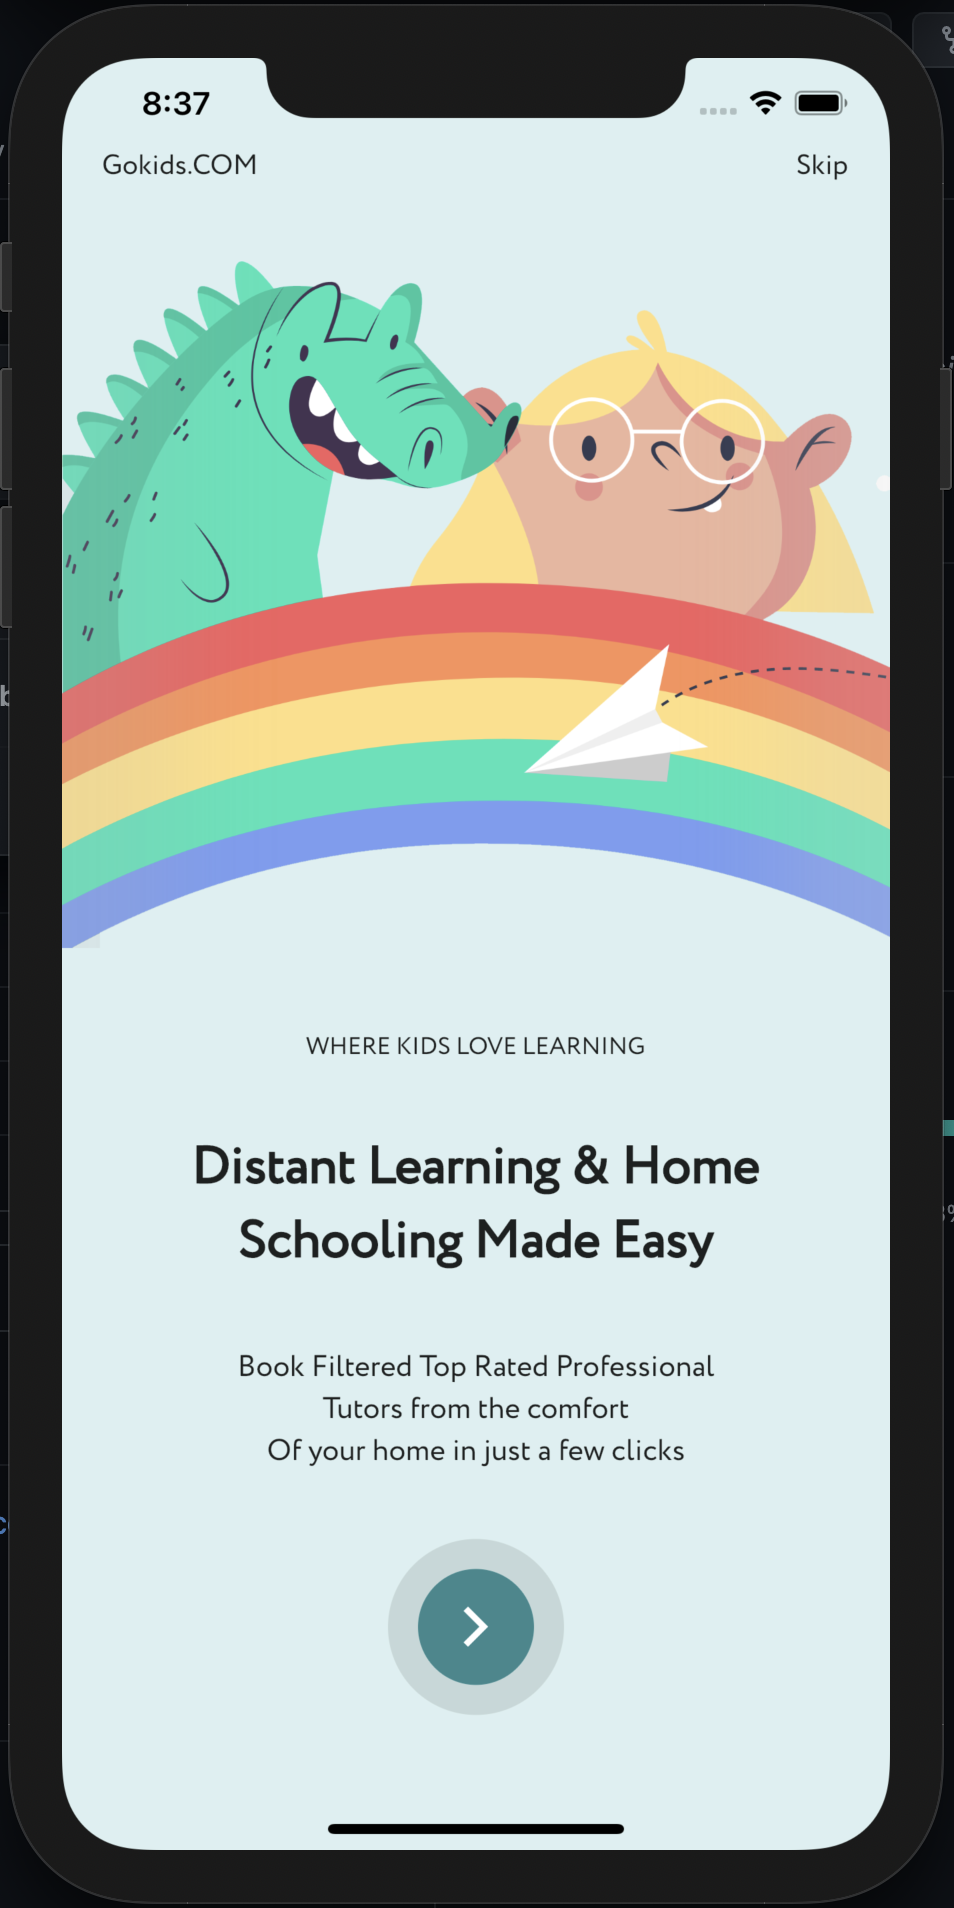 8:37
Gokids.COM
Skip
WHERE KIDS LOVE LEARNING
Distant Learning & Home
Schooling Made Easy
Book Filtered Top Rated Professional
Tutors from the comfort
Of your home in just a few clicks